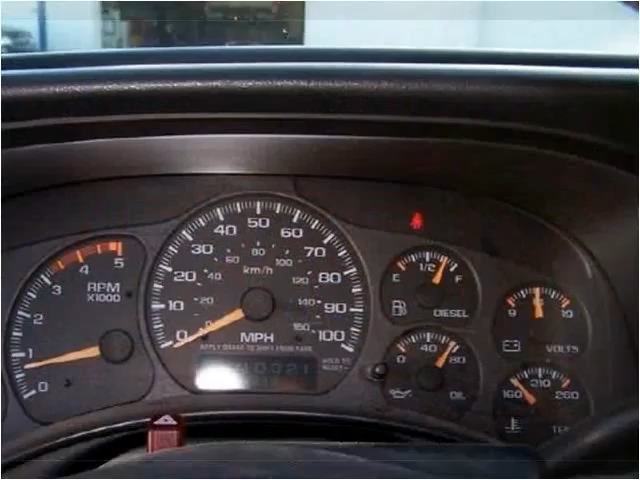 0 1 2 3 4 5
RPM
X1000
0 10 20 30 40 50 60 70 80 90 100
0 20 40 60 80 100 120 140 160
km/h
MPH
APPLY BRAKE TO SHIFT FROM PARK
E 1/2 F
DIESEL
0 40 80
OIL
9 19
VOLTS
160 210 260